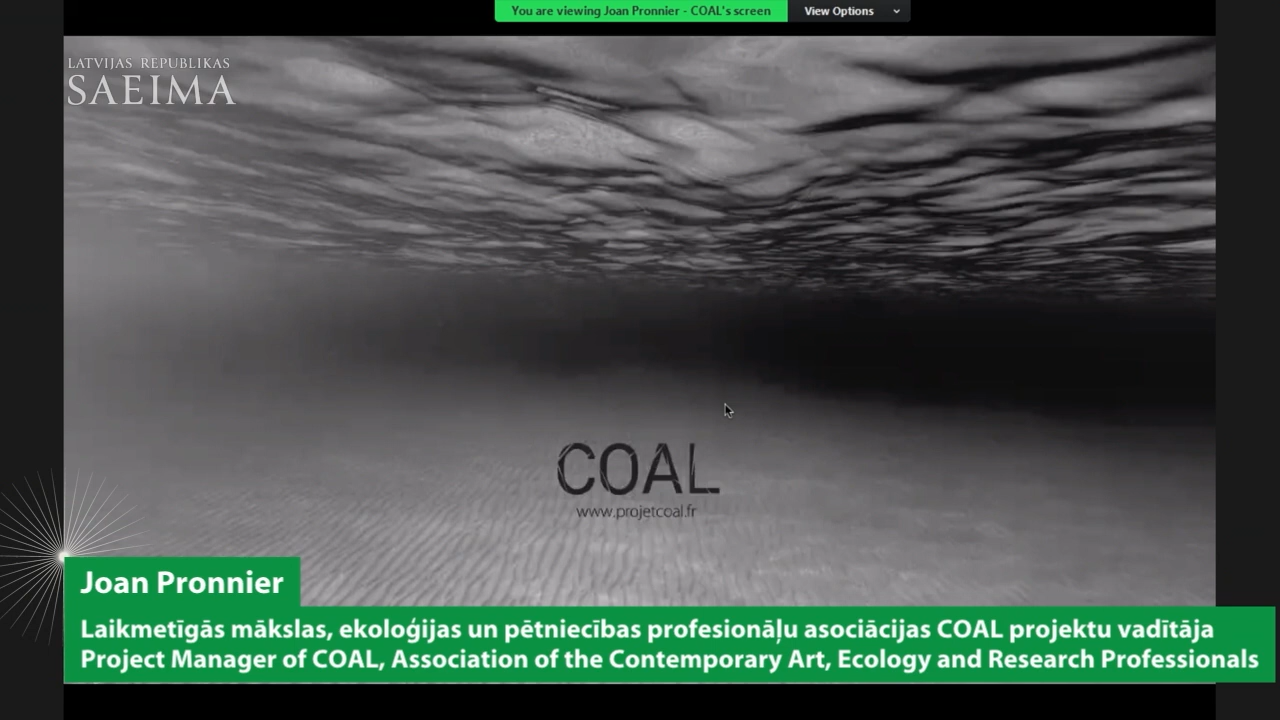 You are viewing Joan Pronnier - COAL's screen
View Options
LATVIJAS REPUBLIKAS
SAEIMA
COAL
www.projetcoal.fr
Joan Pronnier
Laikmetīgās mākslas, ekoloģijas un pētniecības profesionāļu asociācijas COAL projektu vadītāja
Project Manager of COAL, Association of the Contemporary Art, Ecology and Research Professionals